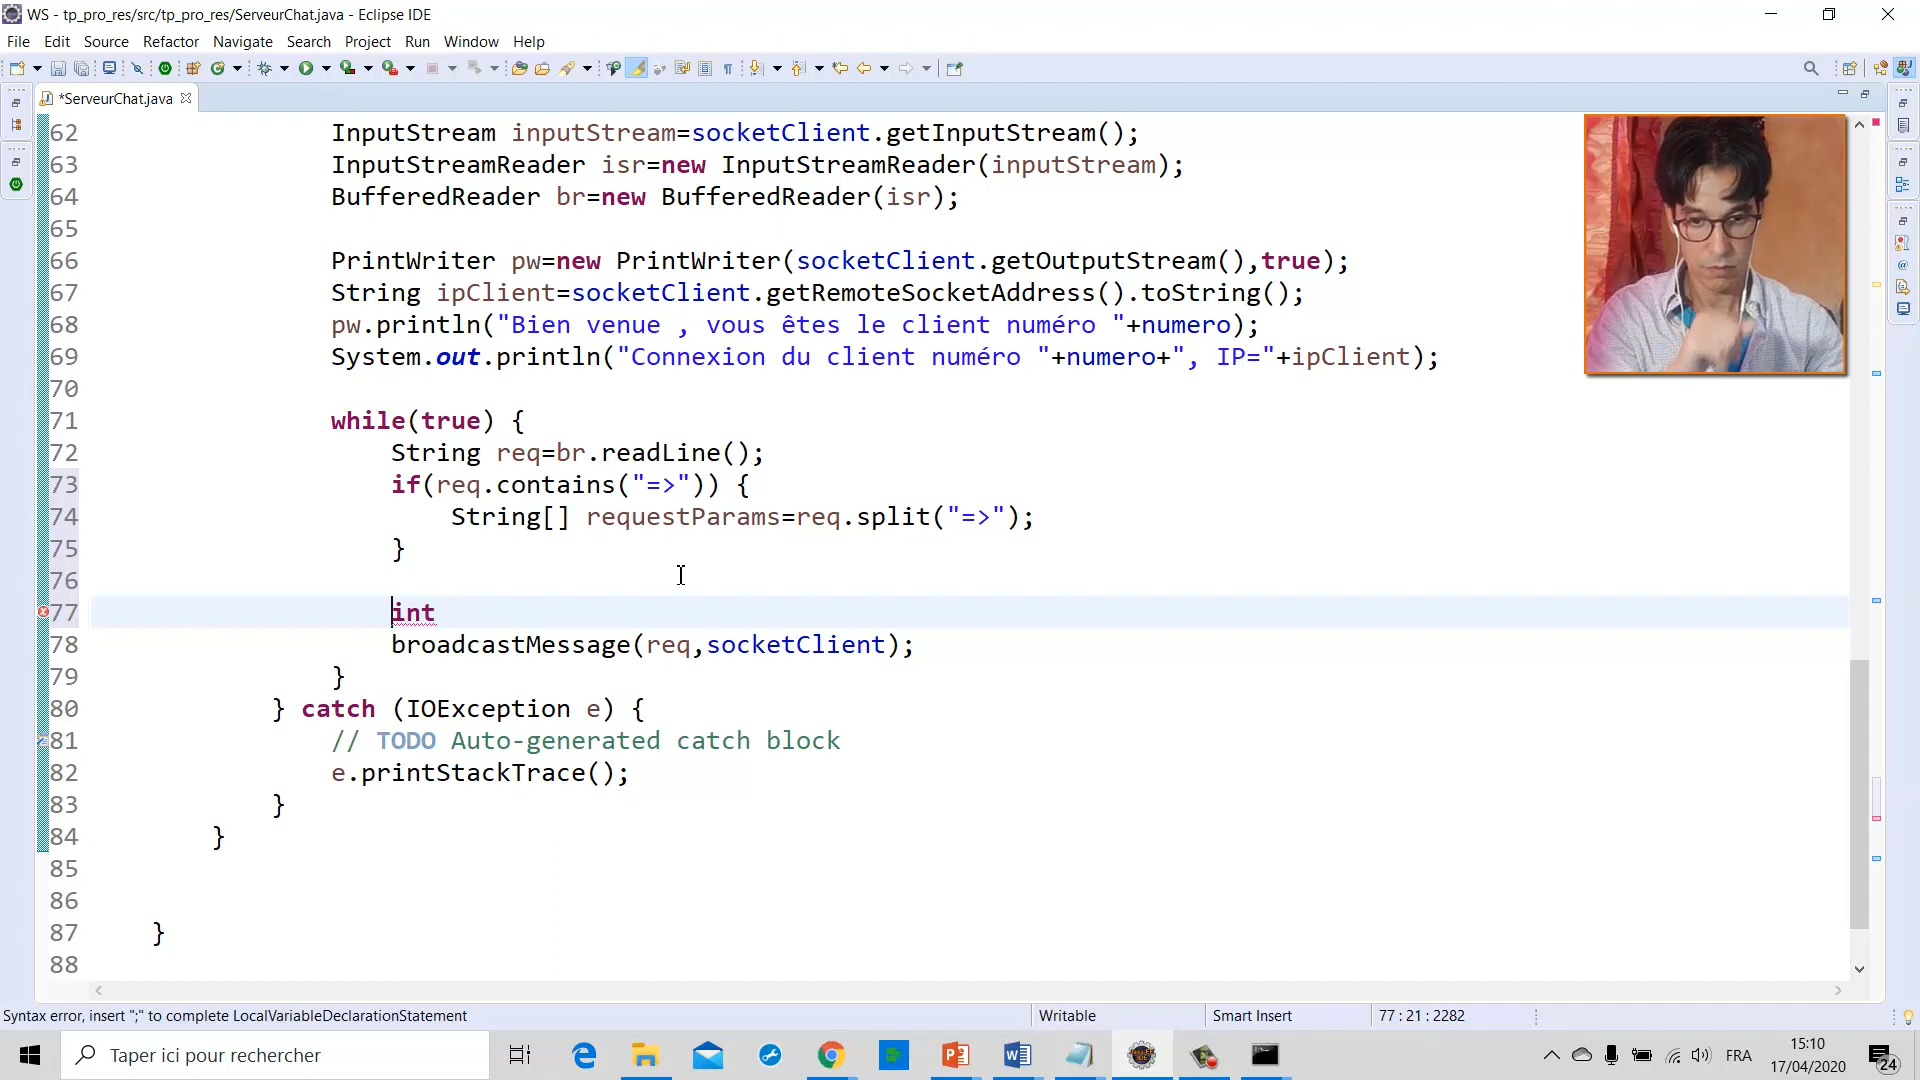 WS - tp_pro_res/src/tp_pro_res/ServeurChat.java - Eclipse IDE
File Edit Source Refactor Navigate Search Project Run Window Help
*ServeurChat.java
62 InputStream inputStream=socketClient.getInputStream();
63 InputStreamReader isr=new InputStreamReader(inputStream);
64 BufferedReader br=new BufferedReader(isr);
65
66 PrintWriter pw=new PrintWriter(socketClient.getOutputStream(),true);
67 String ipClient=socketClient.getRemoteSocketAddress().toString();
68 pw.println("Bien venue , vous êtes le client numéro "+numero);
69 System.out.println("Connexion du client numéro "+numero+", IP="+ipClient);
70
71 while(true) {
72 String req=br.readLine();
73 if(req.contains("=>")) {
74 String[] requestParams=req.split("=>");
75 }
76
77 int
78 broadcastMessage(req,socketClient);
79 }
80 } catch (IOException e) {
81 // TODO Auto-generated catch block
82 e.printStackTrace();
83 }
84 }
85
86
87 }
88
Syntax error, insert ";" to complete LocalVariableDeclarationStatement Writable Smart Insert 77 : 21 : 2282
Taper ici pour rechercher FRA 15:10
17/04/2020 24